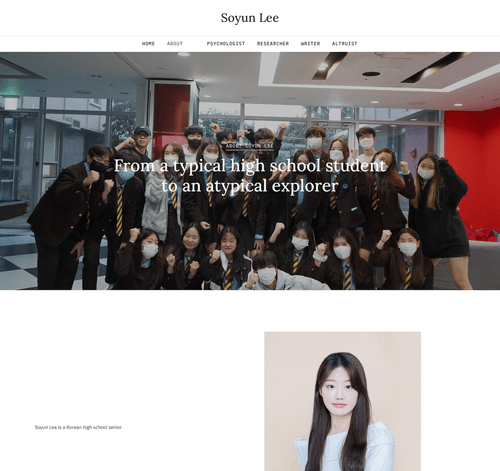 Soyun Lee
HOME ABOUT PSYCHOLOGIST RESEARCHER WRITER ALTRUIST
ABOUT SOYUN LEE
From a typical high school student
to an atypical explorer
Soyun Lee is a Korean high school senior